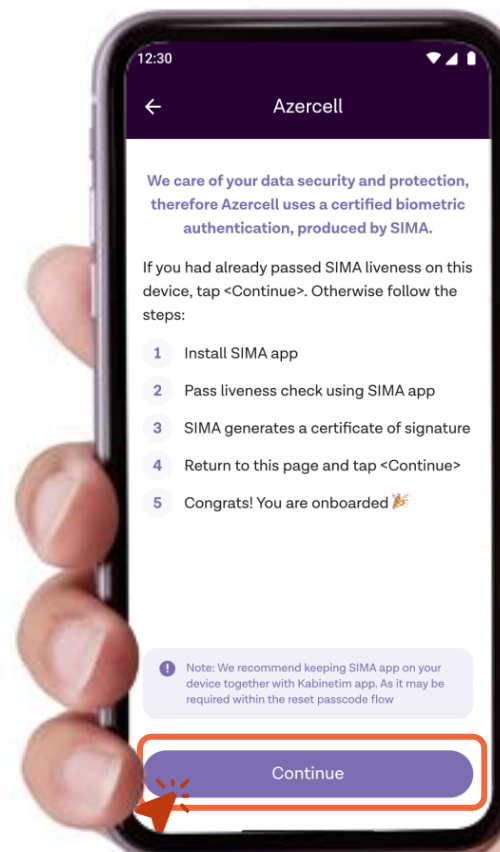 12:30
Azercell
We care of your data security and protection,
therefore Azercell uses a certified biometric
authentication, produced by SIMA.
If you had already passed SIMA liveness on this
device, tap <Continue>. Otherwise follow the
steps:
1 Install SIMA app
2 Pass liveness check using SIMA app
3 SIMA generates a certificate of signature
4 Return to this page and tap <Continue>
5 Congrats! You are onboarded 🎉
Note: We recommend keeping SIMA app on your
device together with Kabinetim app. As it may be
required within the reset passcode flow
Continue